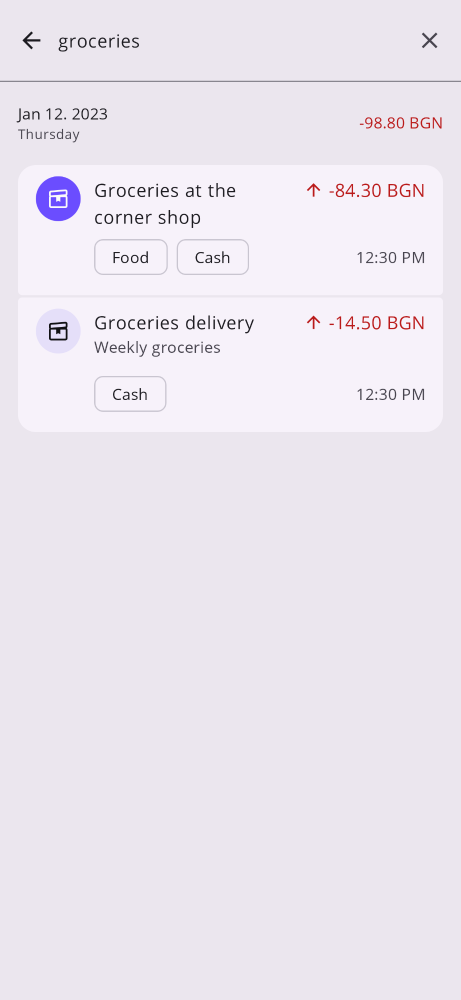 groceries
Jan 12. 2023
Thursday
-98.80 BGN
Groceries at the
corner shop
-84.30 BGN
Food
Cash
12:30 PM
Groceries delivery
-14.50 BGN
Weekly groceries
Cash
12:30 PM